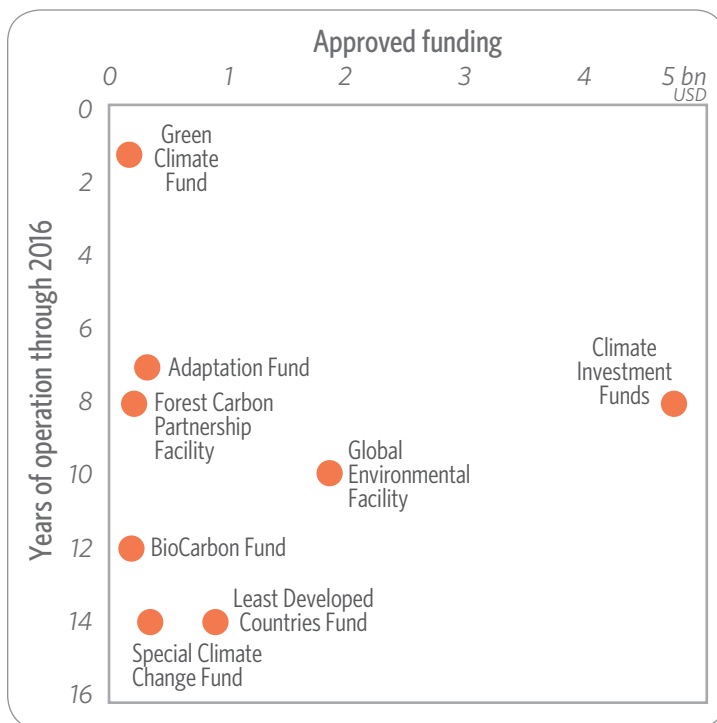 Approved funding
0 1 2 3 4 5 bn
USD
Years of operation through 2016
0
2
4
6
8
10
12
14
16
Green
Climate
Fund
Adaptation Fund
Climate
Investment
Funds
Forest Carbon
Partnership
Facility
Global
Environmental
Facility
BioCarbon Fund
Least Developed
Countries Fund
Special Climate
Change Fund